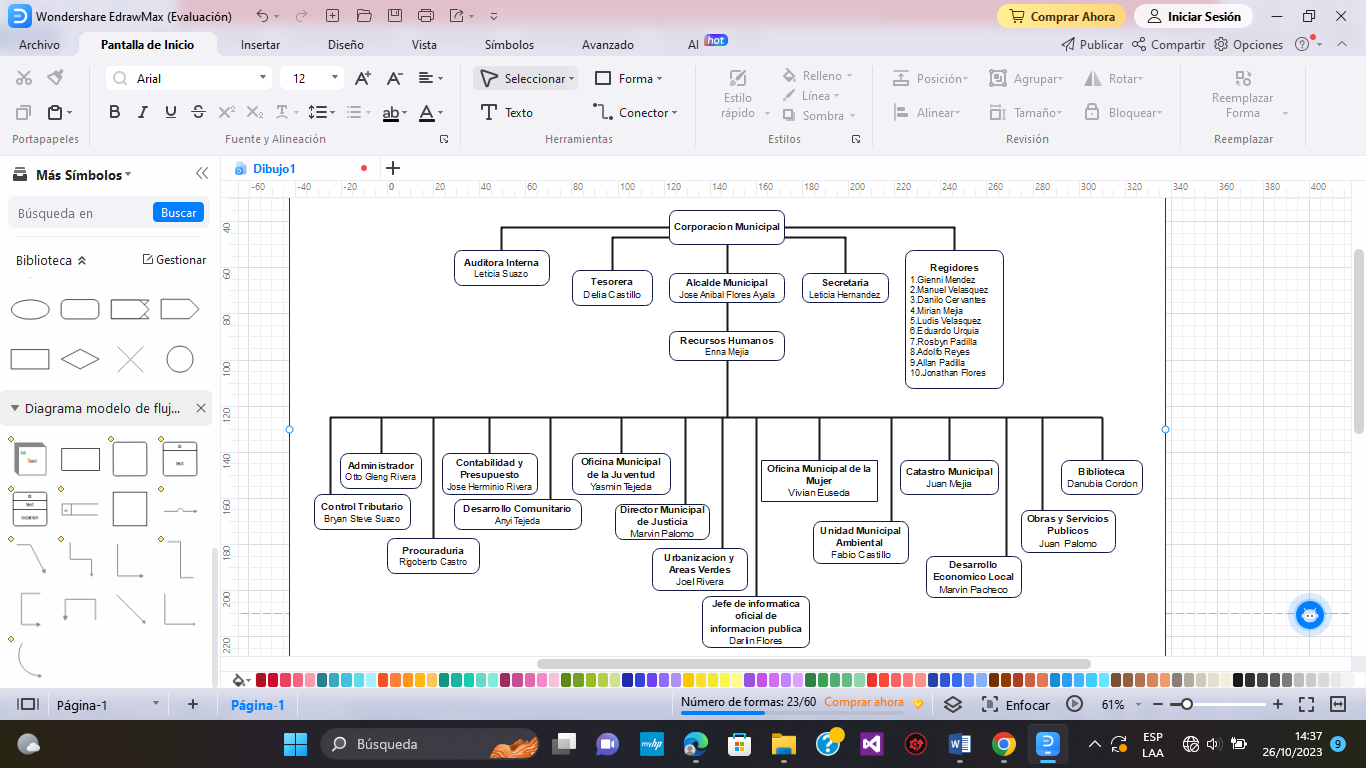 Wondershare EdrawMax (Evaluación)
Comprar Ahora
Iniciar Sesión
Archivo
Pantalla de Inicio
Insertar
Diseño
Vista
Símbolos
Avanzado
AI
hot
Publicar
Compartir
Opciones
Arial
12
Seleccionar
Forma
Texto
Conector
Estilo
rápido
Relleno
Línea
Sombra
Posición
Agrupar
Rotar
Alinear
Tamaño
Bloquear
Reemplazar
Forma
Portapapeles
Fuente y Alineación
Herramientas
Estilos
Revisión
Reemplazar
Más Símbolos
Búsqueda en
Buscar
Biblioteca
Gestionar
Diagrama modelo de fluj...
Dibujo1
-60 -40 -20 0 20 40 60 80 100 120 140 160 180 200 220 240 260 280 300 320 340 360 380 400
40
60
80
100
120
140
160
180
200
220
Corporacion Municipal
Auditora Interna
Leticia Suazo
Tesorera
Delia Castillo
Alcalde Municipal
Jose Anibal Flores Ayala
Secretaria
Leticia Hernandez
Regidores
1.Gienni Mendez
2.Manuel Velasquez
3.Danilo Cervantes
4.Mirian Mejia
5.Ludis Velasquez
6.Eduardo Urquia
7.Rosbyn Padilla
8.Adolfo Reyes
9.Allan Padilla
10.Jonathan Flores
Recursos Humanos
Enna Mejia
Administrador
Otto Gleng Rivera
Contabilidad y
Presupuesto
Jose Herminio Rivera
Oficina Municipal
de la Juventud
Yasmin Tejeda
Oficina Municipal de la
Mujer
Vivian Euseda
Catastro Municipal
Juan Mejia
Biblioteca
Danubia Cordon
Control Tributario
Bryan Steve Suazo
Desarrollo Comunitario
Anyi Tejeda
Director Municipal
de Justicia
Marvin Palomo
Unidad Municipal
Ambiental
Fabio Castillo
Obras y Servicios
Publicos
Juan Palomo
Procuraduria
Rigoberto Castro
Urbanizacion y
Areas Verdes
Joel Rivera
Desarrollo
Economico Local
Marvin Pacheco
Jefe de informatica
oficial de
informacion publica
Darlin Flores
Página-1
Página-1
Número de formas: 23/60
Comprar ahora
Enfocar
61%
Búsqueda
ESP
LAA
14:37
26/10/2023
9